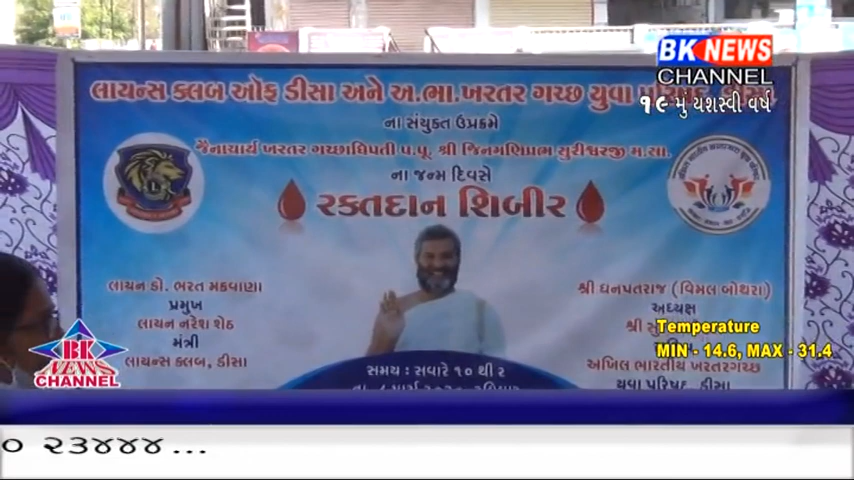 BK NEWS
CHANNEL
૧૯ મું યશસ્વી વર્ષ
લાયન્સ ક્લબ ઓફ ડીસા અને અ.ભા.ખરતર ગચ્છ યુવા
ના સંયુક્ત ઉપક્રમે
જૈનાચાર્ય ખરતર ગચ્છાધિપતી પ.પૂ. શ્રી જિનમણિપ્રભ સુરીશ્વરજી મ.સા.
ના જન્મ દિવસે
રક્તદાન શિબીર
લાયન ડો. ભરત મકવાણા
પ્રમુખ
લાયન નરેશ શેઠ
મંત્રી
લાયન્સ ક્લબ, ડીસા
શ્રી ધનપતરાજ (વિમલ બોથરા)
અધ્યક્ષ
શ્રી
અખિલ ભારતીય ખરતરગચ્છ
યુવા પરિષદ, ડીસા
સમય : સવારે ૧૦ થી ૨
Temperature
MIN - 14.6, MAX - 31.4
BK
NEWS
CHANNEL
૦ ૨૩૪૪૪...